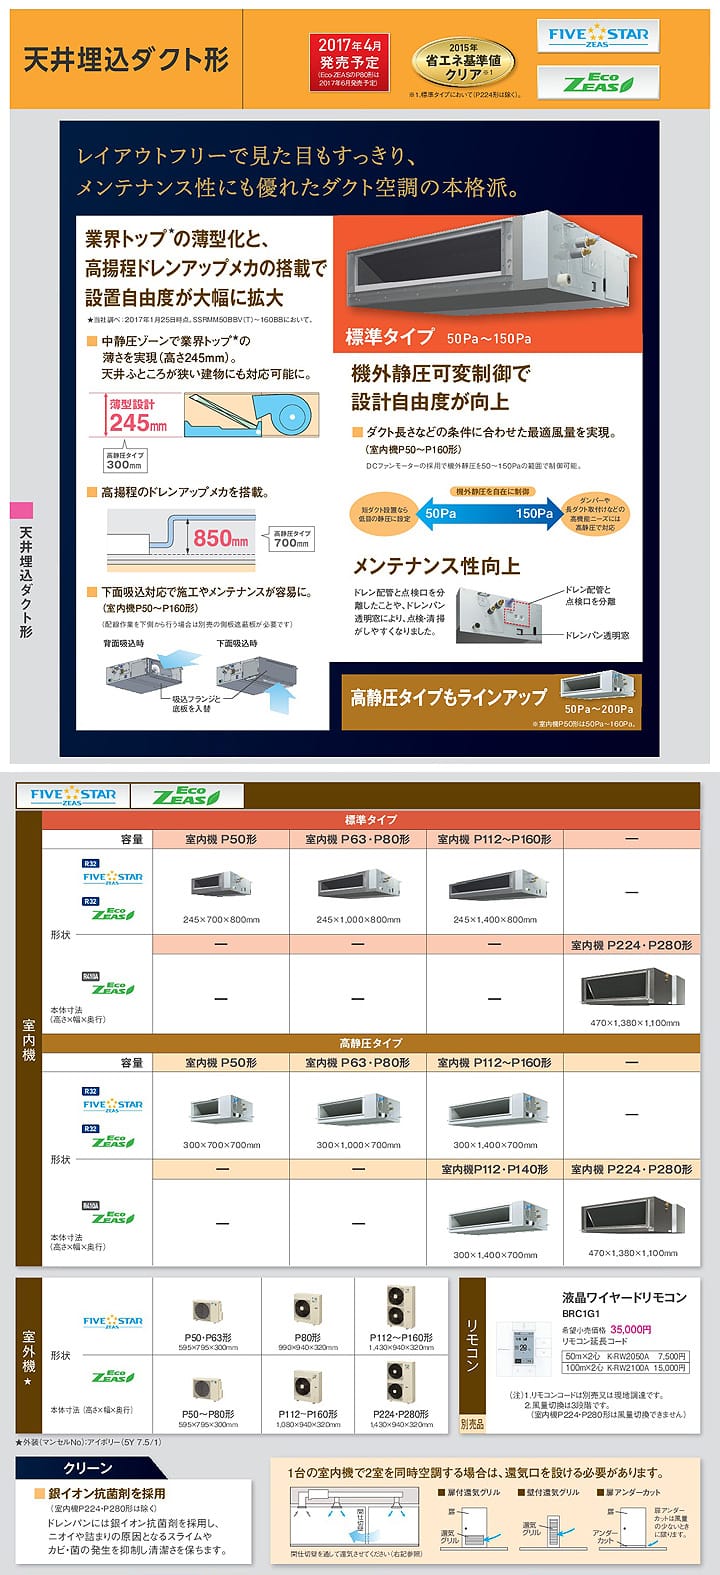 天井埋込ダクト形
2017年4月
発売予定
(Eco-ZEASのP80形は
2017年6月発売予定)
2015年
省エネ基準値
クリア※1
※1.標準タイプにおいて(P224形は除く)。
FIVE STAR
ZEAS
Eco
ZEAS
レイアウトフリーで見た目もすっきり、
メンテナンス性にも優れたダクト空調の本格派。
業界トップ*の薄型化と、
高揚程ドレンアップメカの搭載で
設置自由度が大幅に拡大
★当社調べ:2017年1月25日時点。SSRMM50BBV(T)〜160BBにおいて。
中静圧ゾーンで業界トップ*の
薄さを実現(高さ245mm)。
天井ふところが狭い建物にも対応可能に。
薄型設計
245mm
高静圧タイプ
300mm
高揚程のドレンアップメカを搭載。
850mm
高静圧タイプ
700mm
下面吸込対応で施工やメンテナンスが容易に。
(室内機P50〜P160形)
(配線作業を下側から行う場合は別売の側板遮蔽板が必要です)
背面吸込時 下面吸込時
吸込フランジと
底板を入替
標準タイプ 50Pa〜150Pa
機外静圧可変制御で
設計自由度が向上
ダクト長さなどの条件に合わせた最適風量を実現。
(室内機P50〜P160形)
DCファンモーターの採用で機外静圧を50〜150Paの範囲で制御可能。
機外静圧を自在に制御
短ダクト設置なら
低目の静圧に設定
50Pa 150Pa
ダンパーや
長ダクト取付けなどの
高機能ニーズには
高静圧で対応
メンテナンス性向上
ドレン配管と点検口を分
離したことや、ドレンパン
透明窓により、点検・清掃
がしやすくなりました。
ドレン配管と
点検口を分離
ドレンパン透明窓
高静圧タイプもラインアップ
50Pa〜200Pa
※室内機P50形は50Pa〜160Pa。
天井埋込ダクト形
FIVE STAR
ZEAS
Eco
ZEAS
標準タイプ
容量 室内機 P50形 室内機 P63・P80形 室内機 P112〜P160形 —
R32
FIVE STAR
ZEAS
R32
Eco
ZEAS
—
245×700×800mm 245×1,000×800mm 245×1,400×800mm
形状
— — — 室内機 P224・P280形
R410A
Eco
ZEAS
— — —
本体寸法
(高さ×幅×奥行)
470×1,380×1,100mm
室内機
高静圧タイプ
容量 室内機 P50形 室内機 P63・P80形 室内機 P112〜P160形 —
R32
FIVE STAR
ZEAS
R32
Eco
ZEAS
—
300×700×700mm 300×1,000×700mm 300×1,400×700mm
形状
— — 室内機P112・P140形 室内機 P224・P280形
R410A
Eco
ZEAS
— —
本体寸法
(高さ×幅×奥行)
300×1,400×700mm 470×1,380×1,100mm
室外機★
FIVE STAR
ZEAS
P50・P63形 P80形 P112〜P160形
595×795×300mm 990×940×320mm 1,430×940×320mm
形状
Eco
ZEAS
本体寸法 (高さ×幅×奥行)
P50〜P80形 P112〜P160形 P224・P280形
595×795×300mm 1,080×940×320mm 1,430×940×320mm
★外装(マンセルNo):アイボリー(5Y 7.5/1)
リモコン
別売品
液晶ワイヤードリモコン
BRC1G1
希望小売価格 35,000円
リモコン延長コード
50m×2心 K-RW2050A 7,500円
100m×2心 K-RW2100A 15,000円
(注)1.リモコンコードは別売又は現地調達です。
2.風量切換は3段階です。
(室内機P224・P280形は風量切換できません)
クリーン
銀イオン抗菌剤を採用
(室内機P224・P280形は除く)
ドレンパンには銀イオン抗菌剤を採用し、
ニオイや詰まりの原因となるスライムや
カビ・菌の発生を抑制し清潔さを保ちます。
1台の室内機で2室を同時空調する場合は、還気口を設ける必要があります。
間仕切壁
間仕切壁を通して還気させてください(右記参照)
扉付還気グリル
扉
還気
グリル
壁付還気グリル
還気
グリル
扉アンダーカット
扉
アンダー
カット
扉アンダー
カットは風量
の少ないとき
に限ります。